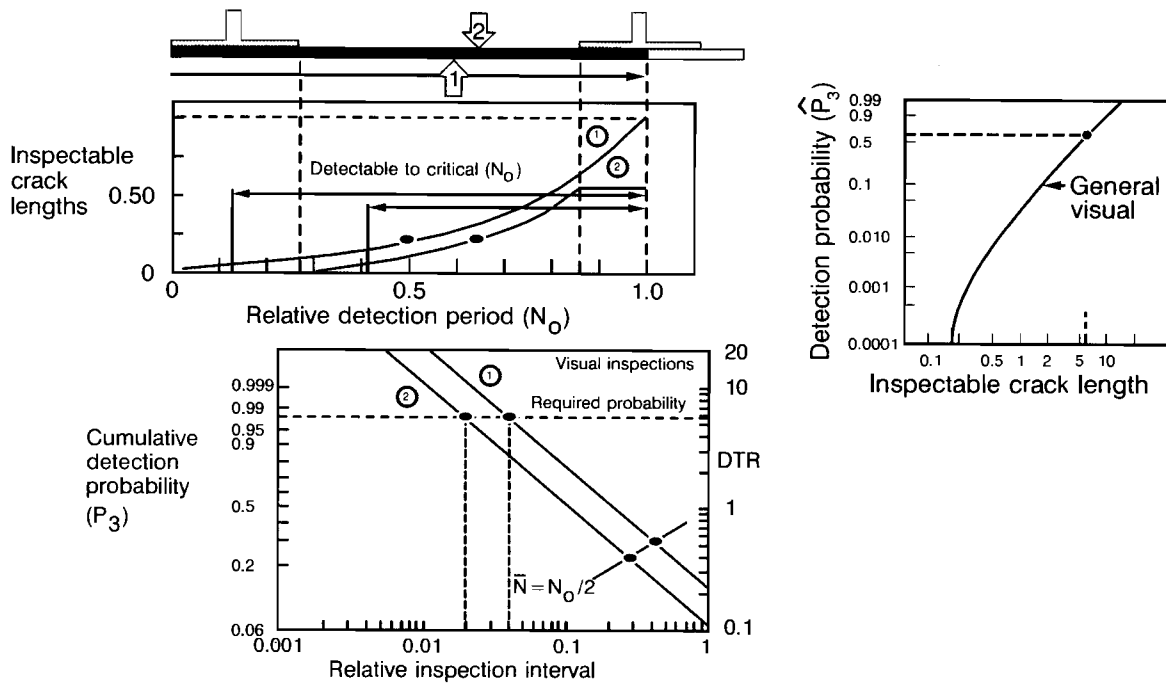 2
1
Inspectable
crack
lengths
0.50
0
Detectable to critical (N₀)
1
2
0
0.5
1.0
Relative detection period (N₀)
Detection probability (P̂₃)
0.99
0.9
0.5
0.1
0.010
0.001
0.0001
General
visual
0.1
0.5
1
2
5
10
Inspectable crack length
Cumulative
detection
probability
(P₃)
0.999
0.99
0.95
0.9
0.5
0.2
0.06
1
2
Visual inspections
Required probability
N̄ = N₀/2
20
10
DTR
1
0.1
0.001
0.01
0.1
1
Relative inspection interval